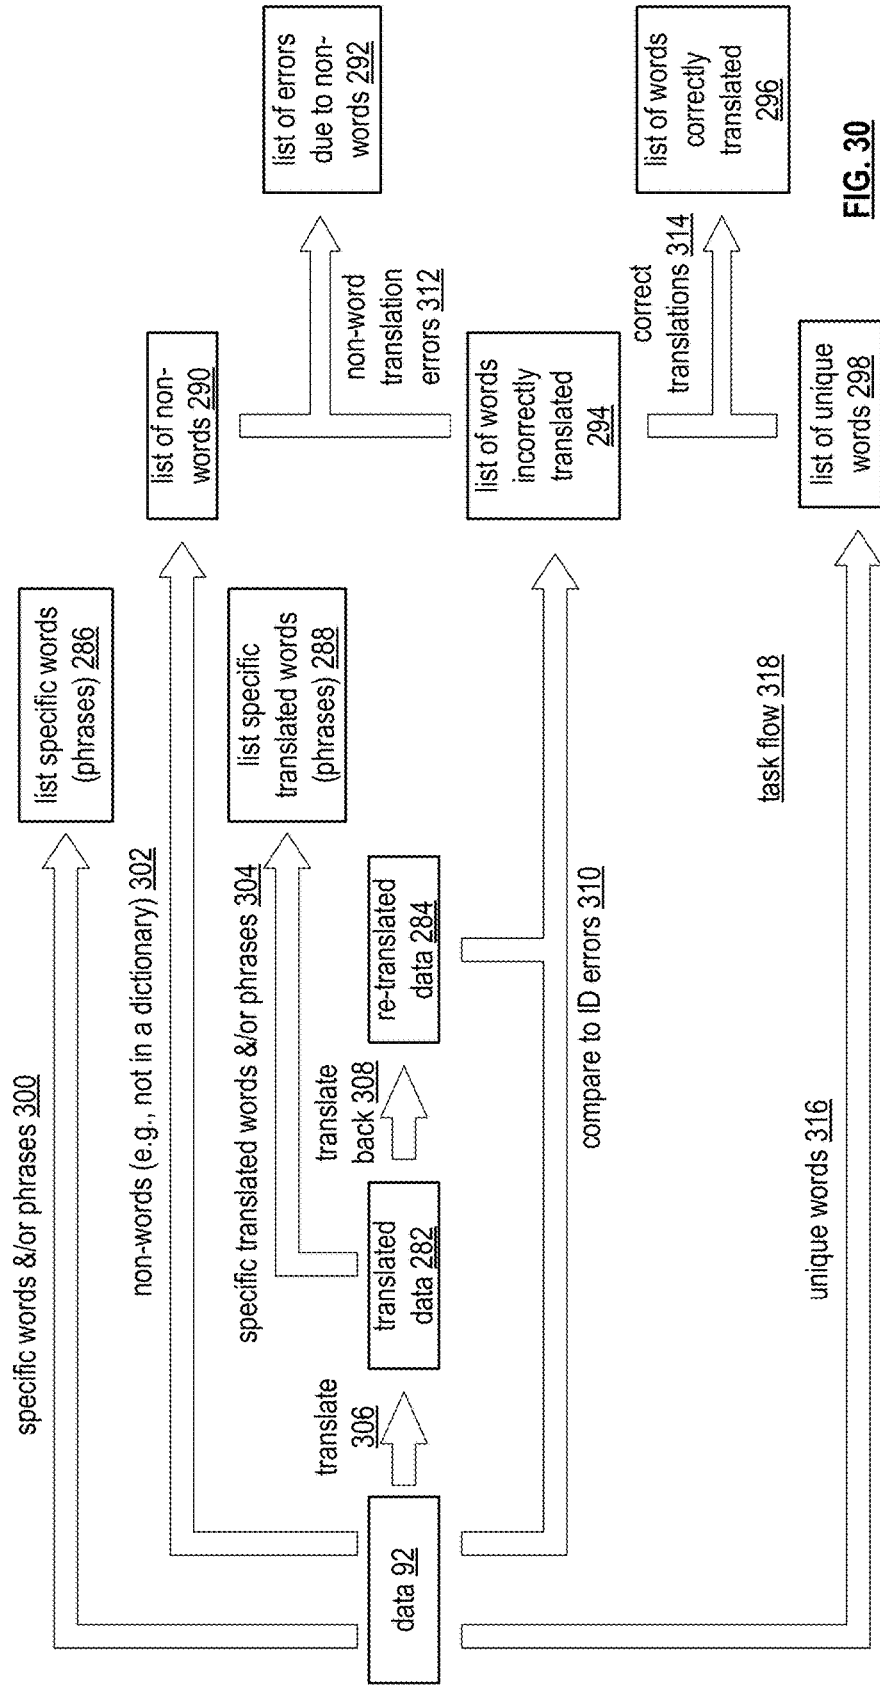 specific words &/or phrases 300
list specific words
(phrases) 286
non-words (e.g., not in a dictionary) 302
list of non-
words 290
list of errors
due to non-
words 292
specific translated words &/or phrases 304
list specific
translated words
(phrases) 288
non-word
translation
errors 312
data 92
translate
306
translated
data 282
translate
back 308
re-translated
data 284
list of words
incorrectly
translated
294
compare to ID errors 310
correct
translations 314
list of words
correctly
translated
296
task flow 318
unique words 316
list of unique
words 298
FIG. 30